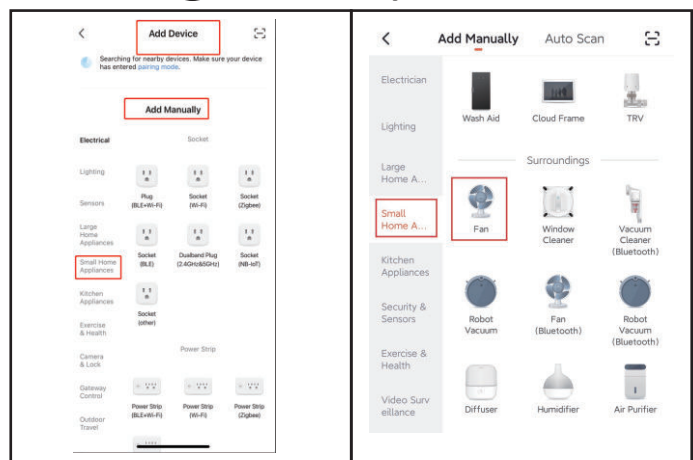 Add Device
Searching for nearby devices. Make sure your device
has entered pairing mode.
Add Manually
Electrical
Lighting
Sensors
Large
Home
Appliances
Small Home
Appliances
Kitchen
Appliances
Exercise
& Health
Camera
& Lock
Gateway
Control
Outdoor
Travel
Socket
Plug
(BLE+Wi-Fi)
Socket
(Wi-Fi)
Socket
(Zigbee)
Socket
(BLE)
Dualband Plug
(2.4GHz&5GHz)
Socket
(NB-IoT)
Socket
(other)
Power Strip
Power Strip
(BLE+Wi-Fi)
Power Strip
(Wi-Fi)
Power Strip
(Zigbee)
Add Manually Auto Scan
Electrician
Lighting
Large
Home A...
Small
Home A...
Kitchen
Appliances
Security &
Sensors
Exercise &
Health
Video Surv
eillance
Wash Aid
Cloud Frame
TRV
Surroundings
Fan
Window
Cleaner
Vacuum
Cleaner
(Bluetooth)
Robot
Vacuum
Fan
(Bluetooth)
Robot
Vacuum
(Bluetooth)
Diffuser
Humidifier
Air Purifier